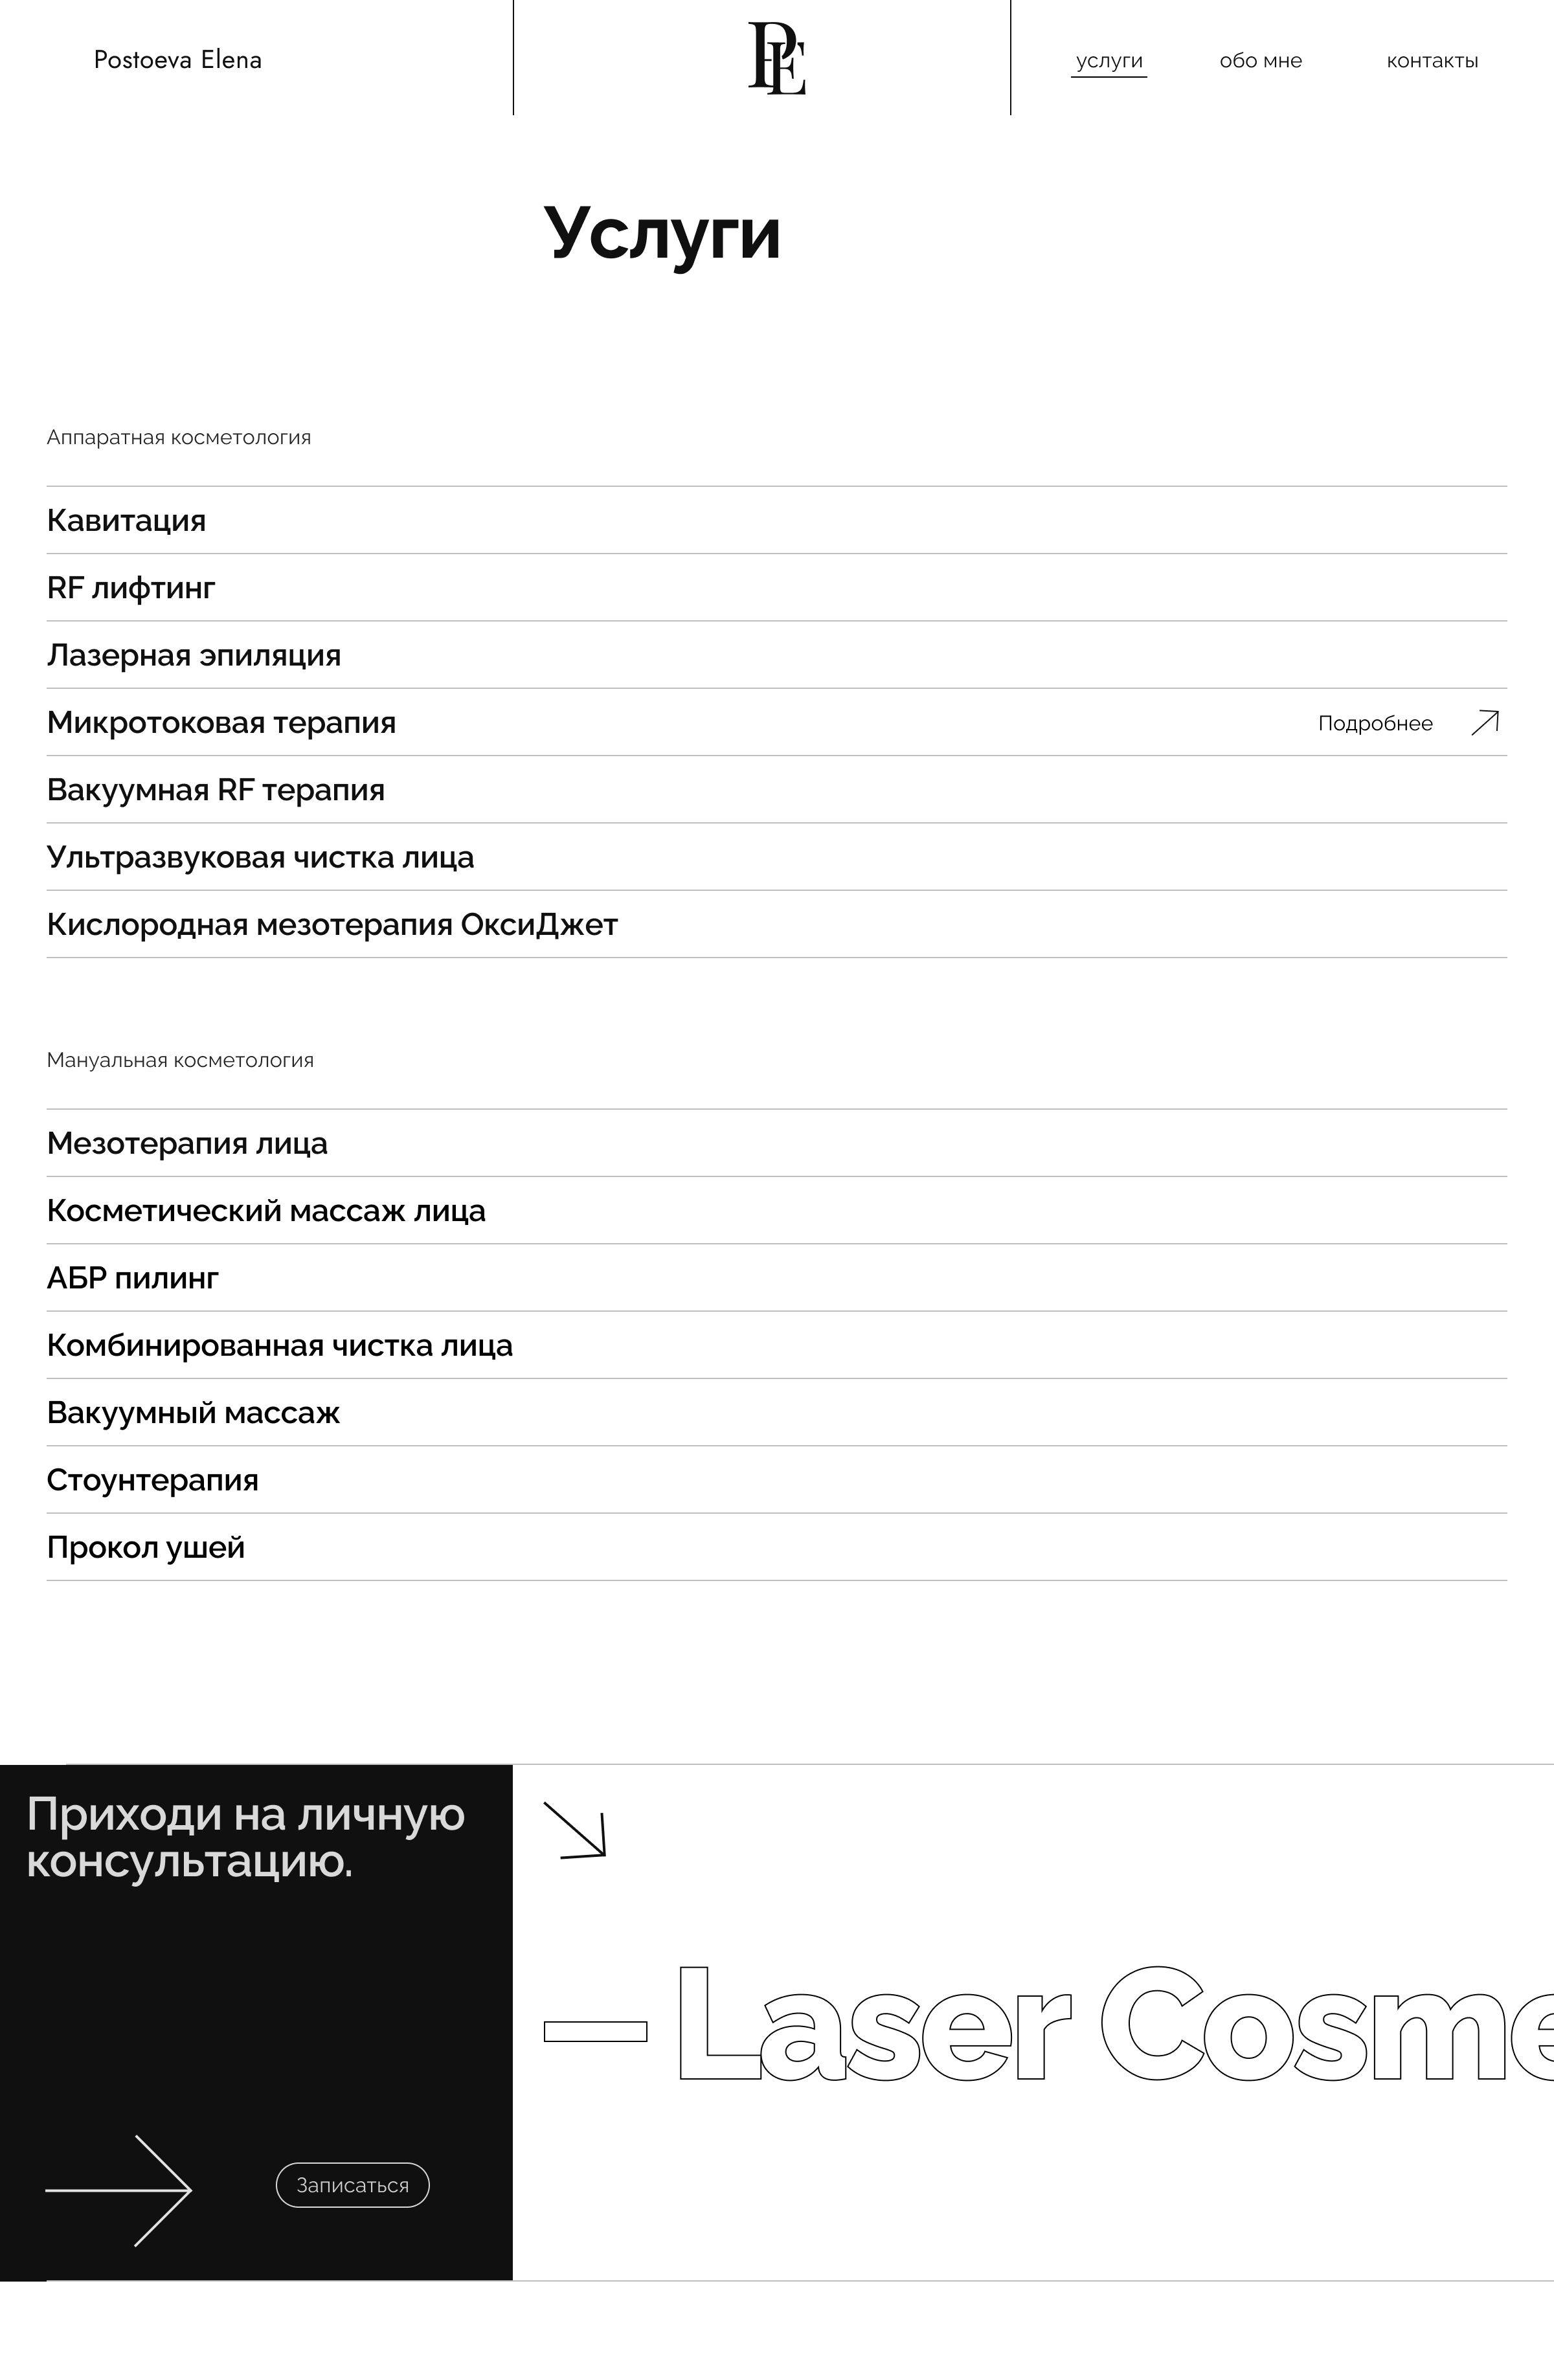 Postoeva Elena
PE
услуги
обо мне
контакты
Услуги
Аппаратная косметология
Кавитация
RF лифтинг
Лазерная эпиляция
Микротоковая терапия
Подробнее
Вакуумная RF терапия
Ультразвуковая чистка лица
Кислородная мезотерапия ОксиДжет
Мануальная косметология
Мезотерапия лица
Косметический массаж лица
АБР пилинг
Комбинированная чистка лица
Вакуумный массаж
Стоунтерапия
Прокол ушей
Приходи на личную
консультацию.
— Laser Cosme
Записаться